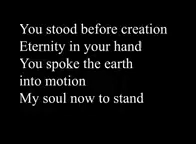 You stood before creation
Eternity in your hand
You spoke the earth
into motion
My soul now to stand